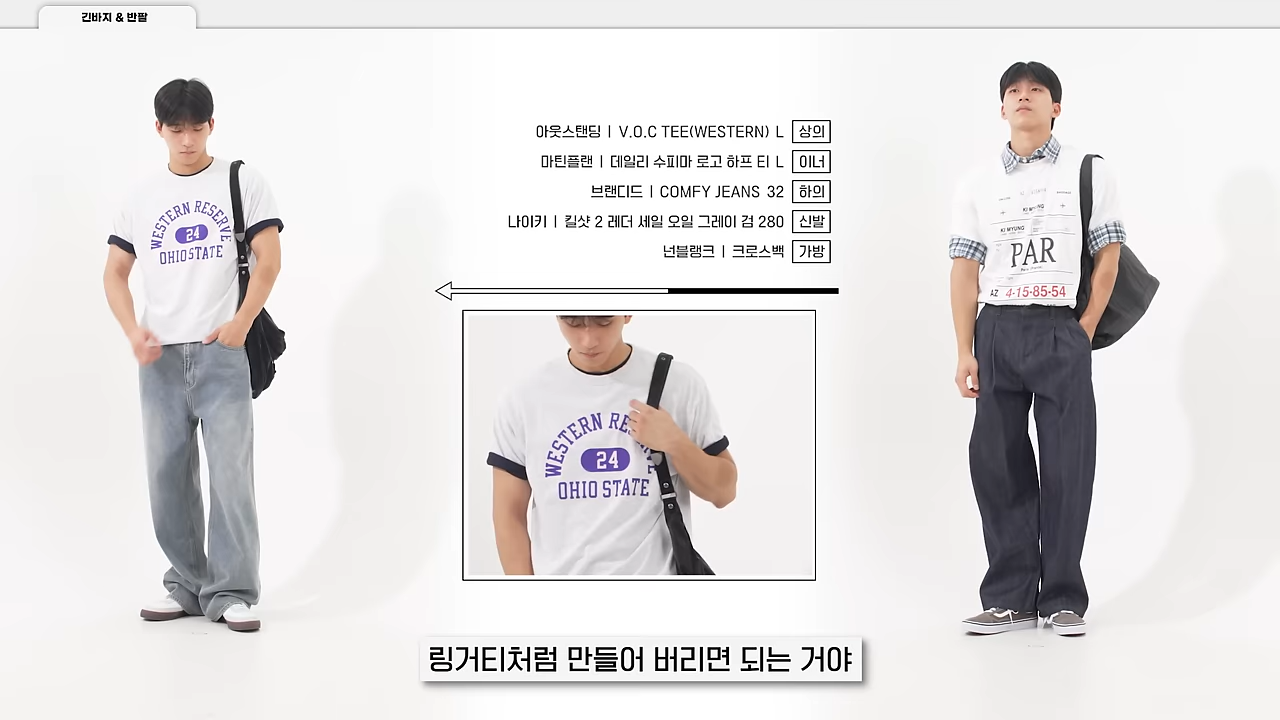 긴바지 & 반팔
아웃스탠딩 | V.O.C TEE(WESTERN) L 상의
마틴플랜 | 데일리 수피마 로고 하프 티 L 이너
브랜디드 | COMFY JEANS 32 하의
나이키 | 킬샷 2 레더 세일 오일 그레이 검 280 신발
넌블랭크 | 크로스백 가방
WESTERN RESERVE
24
OHIO STATE
WESTERN RE
24
OHIO STATE
KI MYUNG
KI MYUNG
PAR
AZ 4-15-85-54
링거티처럼 만들어 버리면 되는 거야